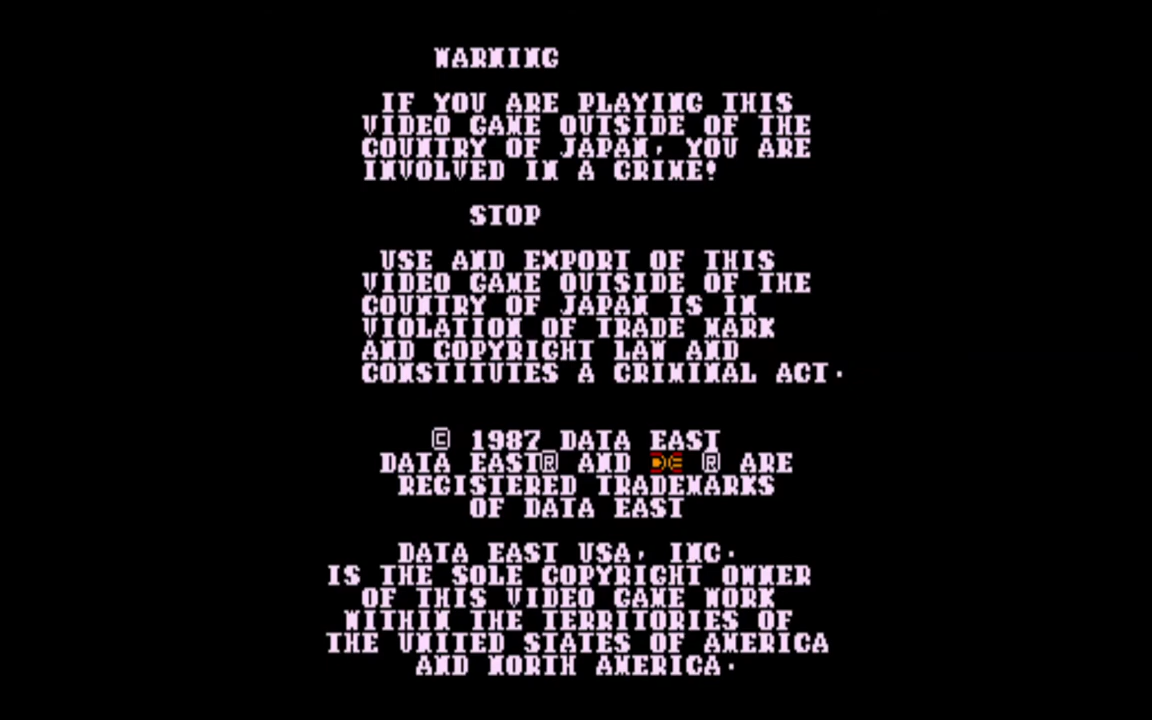 WARNING
IF YOU ARE PLAYING THIS
VIDEO GAME OUTSIDE OF THE
COUNTRY OF JAPAN, YOU ARE
INVOLVED IN A CRIME!
STOP
USE AND EXPORT OF THIS
VIDEO GAME OUTSIDE OF THE
COUNTRY OF JAPAN IS IN
VIOLATION OF TRADE MARK
AND COPYRIGHT LAW AND
CONSTITUTES A CRIMINAL ACT.
© 1987 DATA EAST
DATA EAST® AND DE ® ARE
REGISTERED TRADEMARKS
OF DATA EAST
DATA EAST USA, INC.
IS THE SOLE COPYRIGHT OWNER
OF THIS VIDEO GAME WORK
WITHIN THE TERRITORIES OF
THE UNITED STATES OF AMERICA
AND NORTH AMERICA.